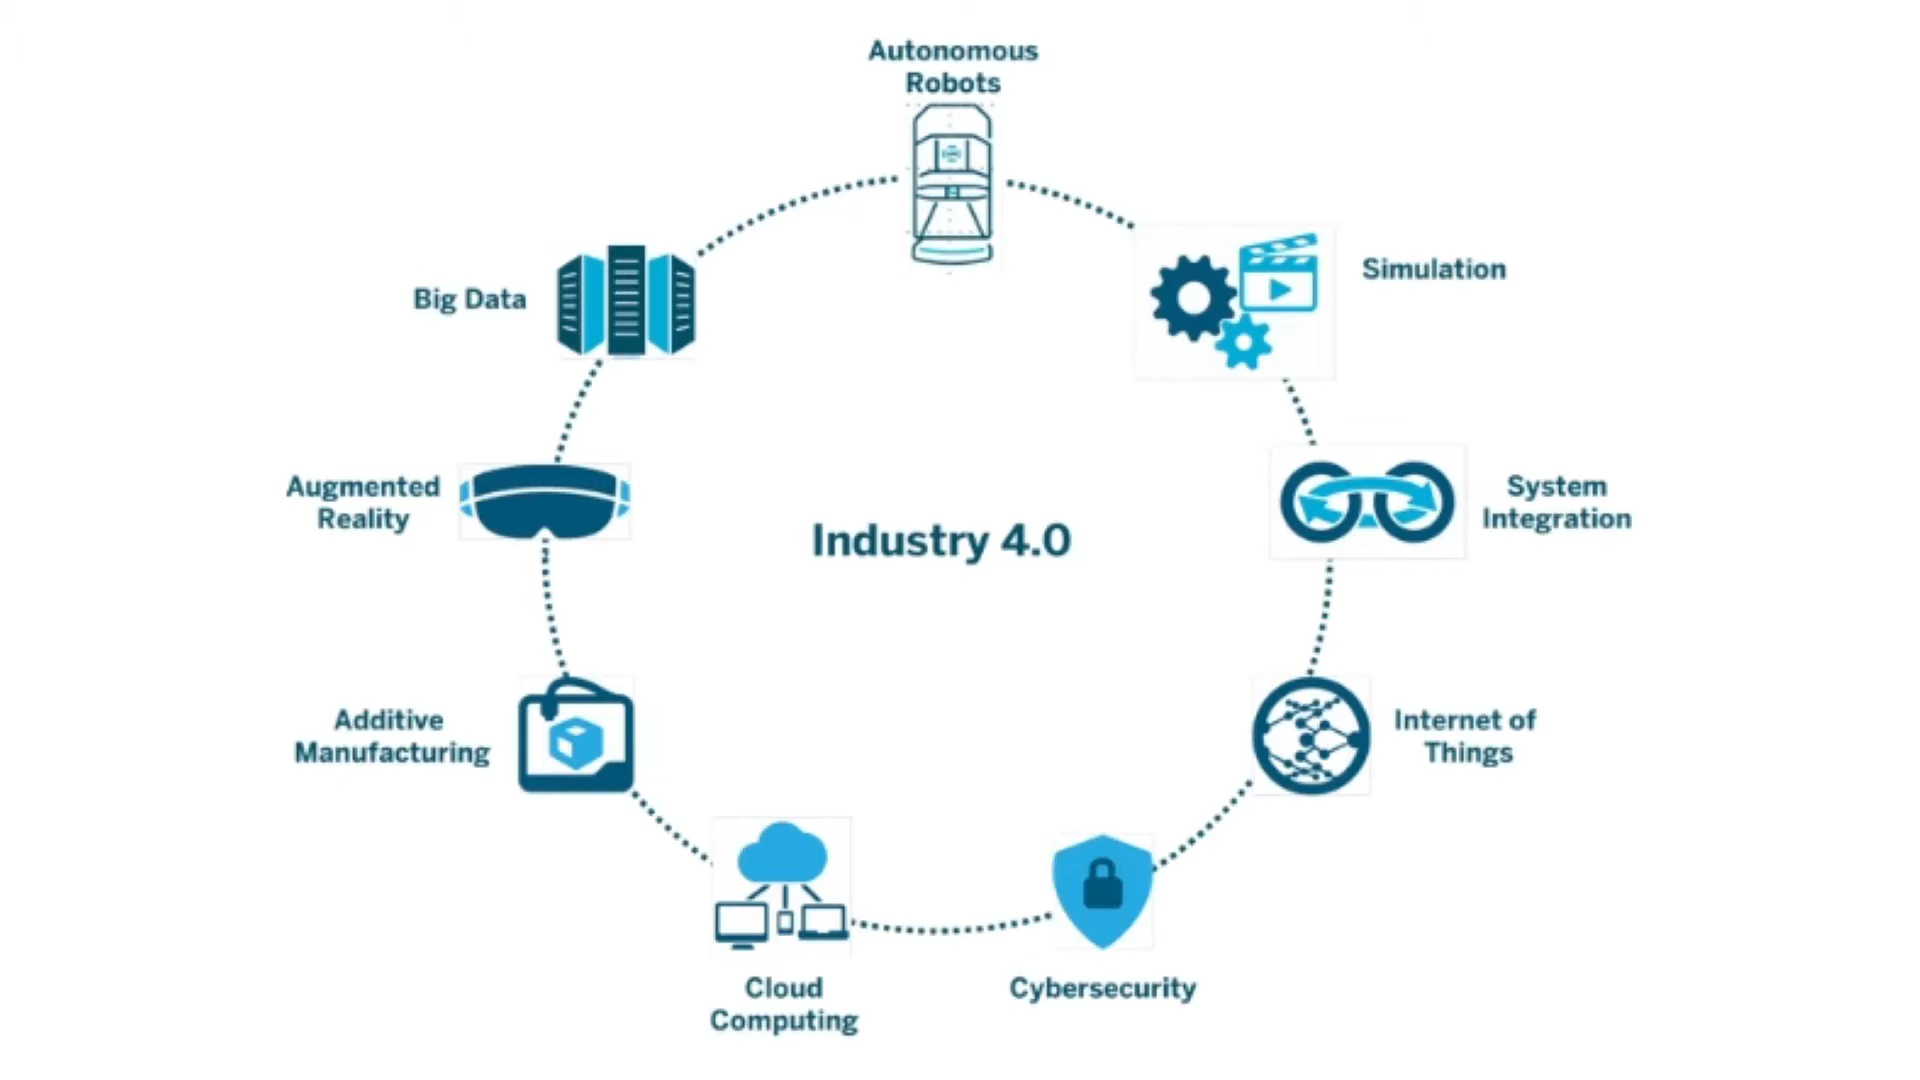 Autonomous
Robots
Simulation
Big Data
System
Integration
Augmented
Reality
Industry 4.0
Internet of
Things
Additive
Manufacturing
Cybersecurity
Cloud
Computing